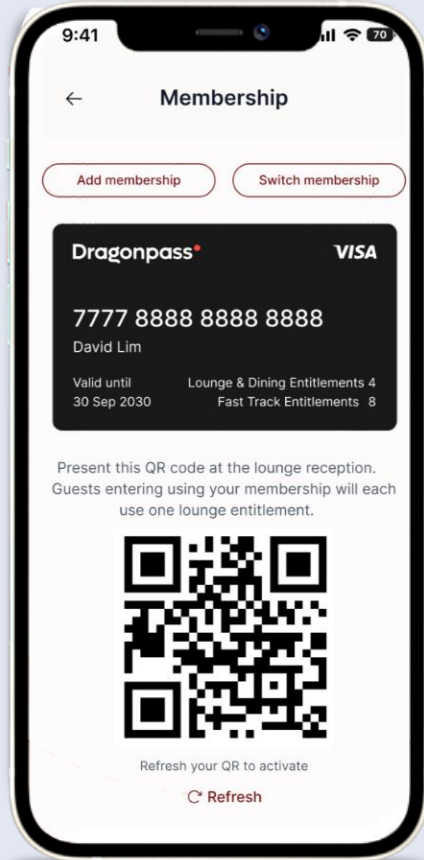 9:41
70
Membership
Add membership
Switch membership
Dragonpass
VISA
7777 8888 8888 8888
David Lim
Valid until
Lounge & Dining Entitlements 4
30 Sep 2030
Fast Track Entitlements 8
Present this QR code at the lounge reception.
Guests entering using your membership will each
use one lounge entitlement.
Refresh your QR to activate
Refresh